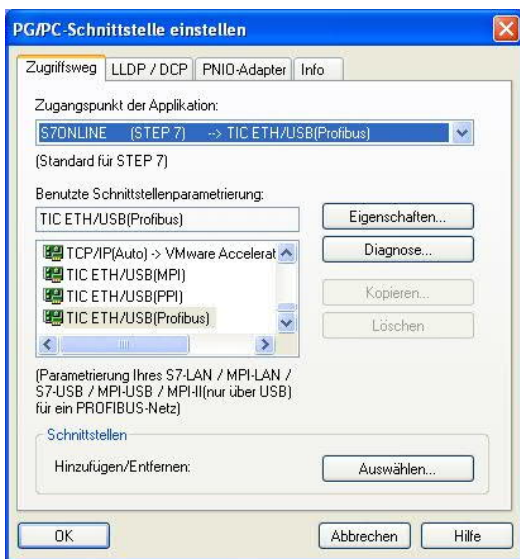 PG/PC-Schnittstelle einstellen
Zugriffsweg LLDP / DCP PNIO-Adapter Info
Zugangspunkt der Applikation:
S7ONLINE (STEP 7) --> TIC ETH/USB(Profibus)
(Standard für STEP 7)
Benutzte Schnittstellenparametrierung:
TIC ETH/USB(Profibus)
Eigenschaften...
TCP/IP(Auto) -> VMware Accelerat
Diagnose...
TIC ETH/USB(MPI)
TIC ETH/USB(PPI)
Kopieren...
TIC ETH/USB(Profibus)
Löschen
(Parametrierung Ihres S7-LAN / MPI-LAN /
S7-USB / MPI-USB / MPI-II(nur über USB)
für ein PROFIBUS-Netz)
Schnittstellen
Hinzufügen/Entfernen:
Auswählen...
OK Abbrechen Hilfe